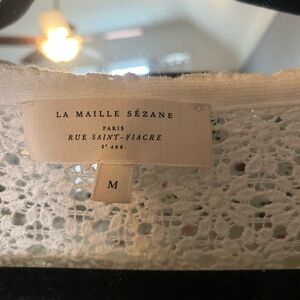 LA MAILLE SÉZANE
PARIS
RUE SAINT-FIACRE
2E ARR.
M